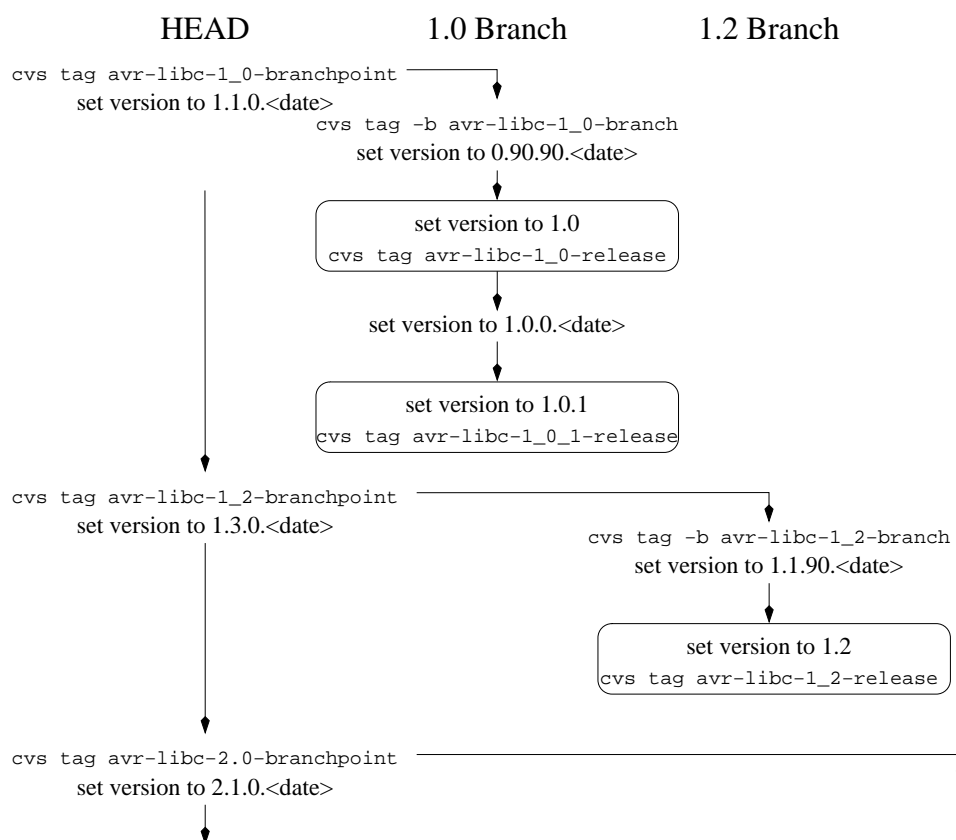 HEAD
1.0 Branch
1.2 Branch
cvs tag avr-libc-1_0-branchpoint
set version to 1.1.0.<date>
cvs tag -b avr-libc-1_0-branch
set version to 0.90.90.<date>
set version to 1.0
cvs tag avr-libc-1_0-release
set version to 1.0.0.<date>
set version to 1.0.1
cvs tag avr-libc-1_0_1-release
cvs tag avr-libc-1_2-branchpoint
set version to 1.3.0.<date>
cvs tag -b avr-libc-1_2-branch
set version to 1.1.90.<date>
set version to 1.2
cvs tag avr-libc-1_2-release
cvs tag avr-libc-2.0-branchpoint
set version to 2.1.0.<date>